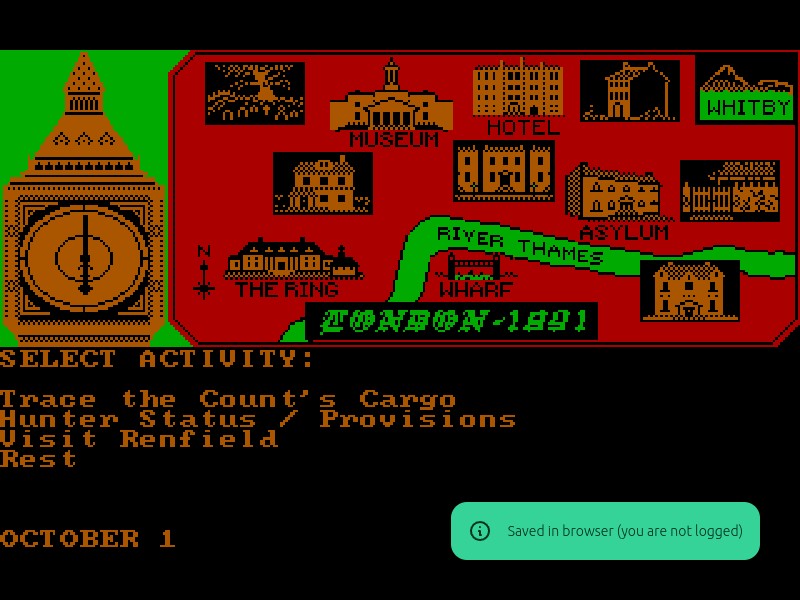 WHITBY
MUSEUM
HOTEL
ASYLUM
RIVER THAMES
N
THE RING
WHARF
LONDON-1891
SELECT ACTIVITY:
Trace the Count's Cargo
Hunter Status / Provisions
Visit Renfield
Rest
OCTOBER 1
Saved in browser (you are not logged)